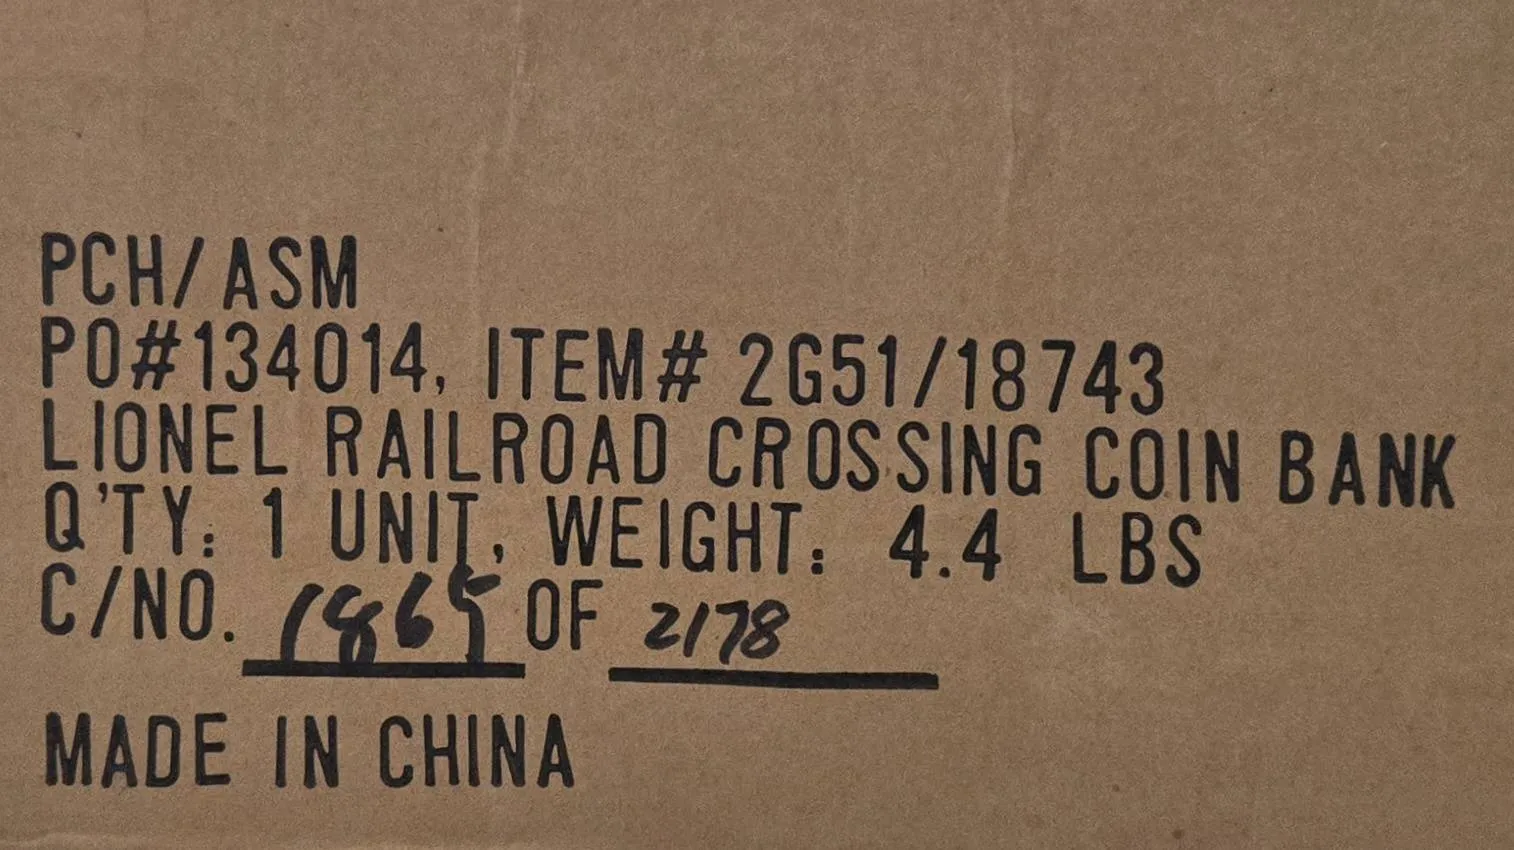 PCH/ASM
PO#134014, ITEM# 2G51/18743
LIONEL RAILROAD CROSSING COIN BANK
Q'TY: 1 UNIT, WEIGHT: 4.4 LBS
C/NO. 1865 OF 2178
MADE IN CHINA